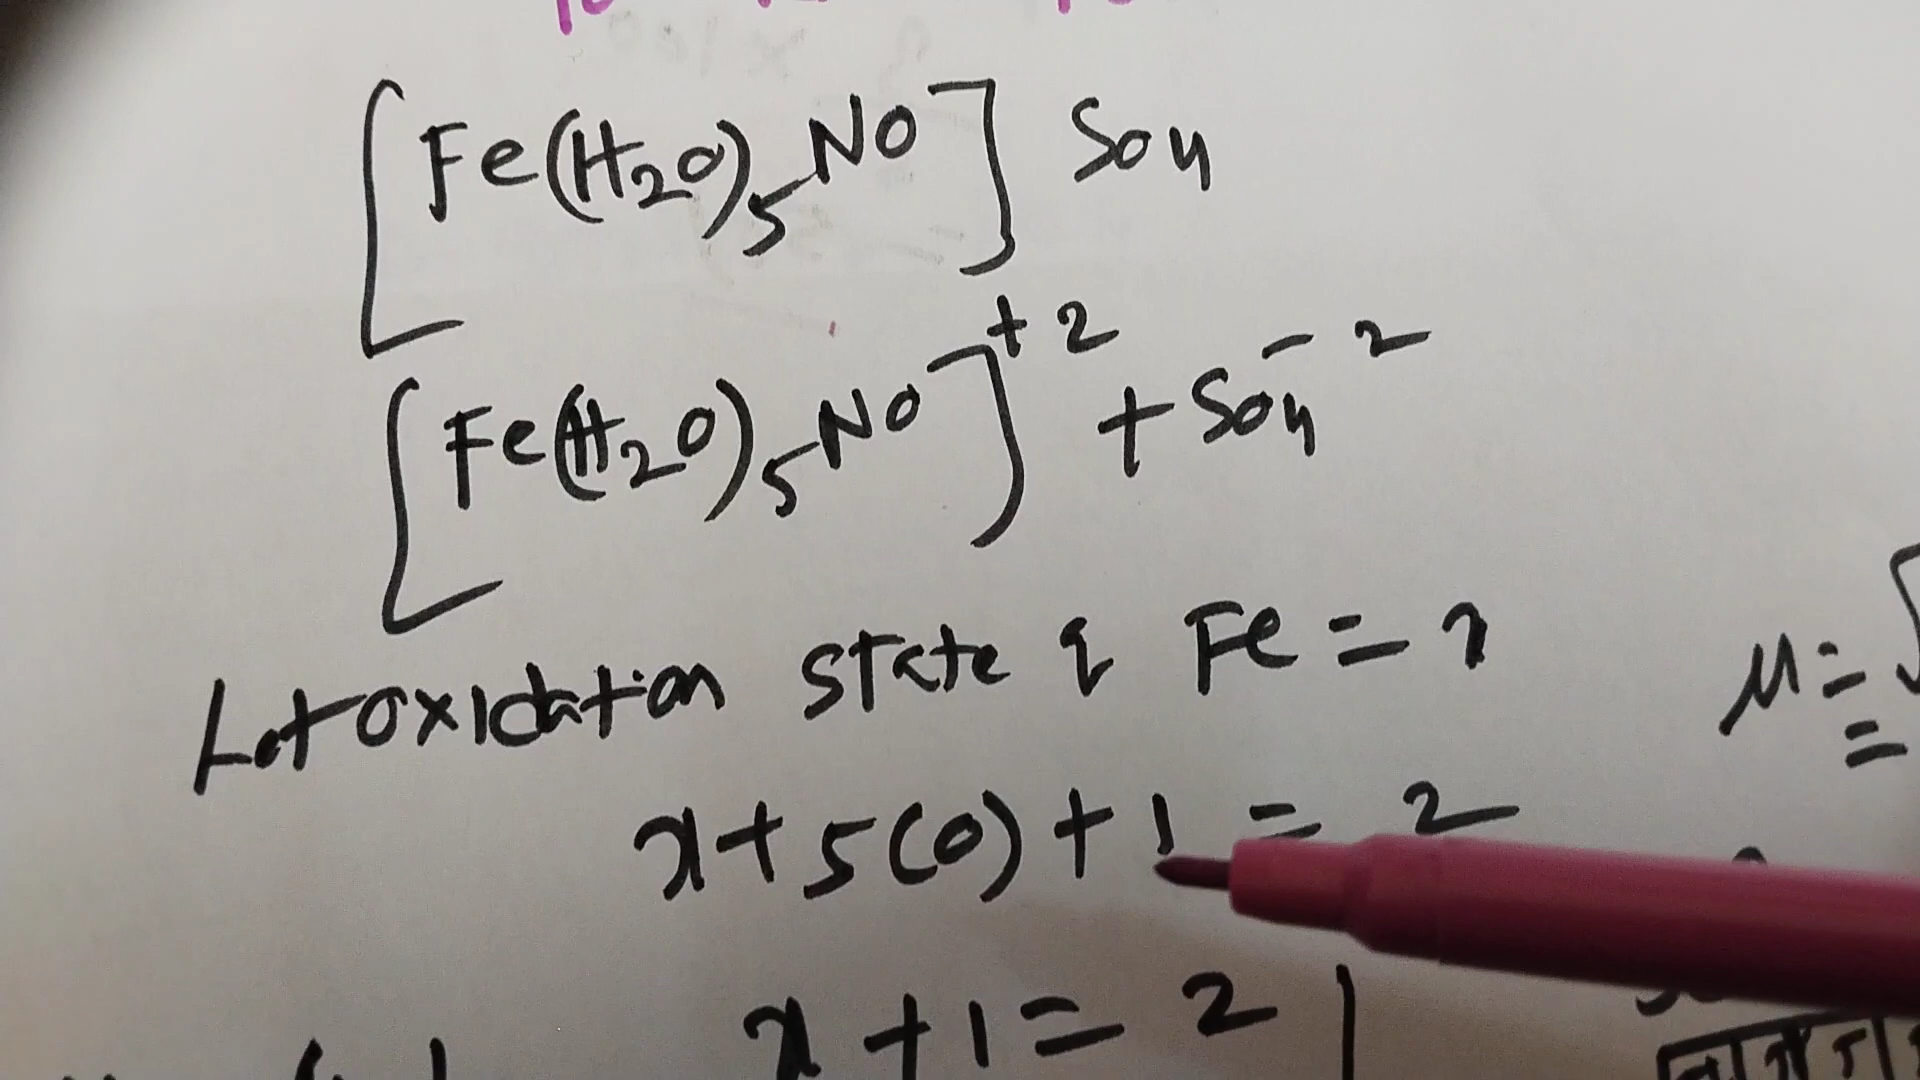 [Fe(H₂O)₅NO] SO₄
[Fe(H₂O)₅NO]⁺² + SO₄⁻²
Let oxidation state of Fe = x
x + 5(0) + 1 = 2
x + 1 = 2
μ = √